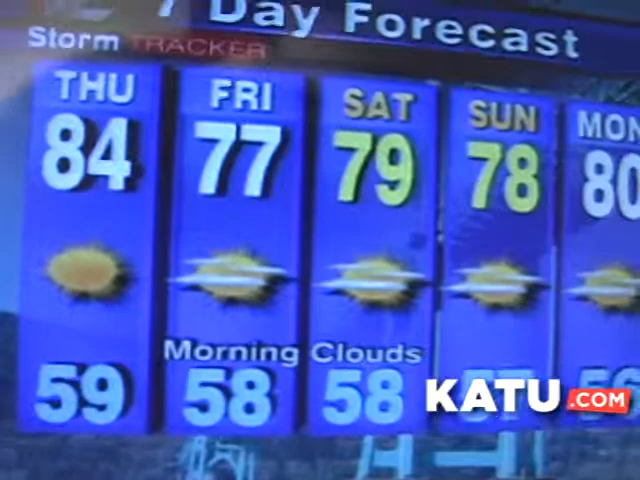 7 Day Forecast
Storm TRACKER
THU FRI SAT SUN MON
84 77 79 78 80
Morning Clouds
59 58 58
KATU.COM